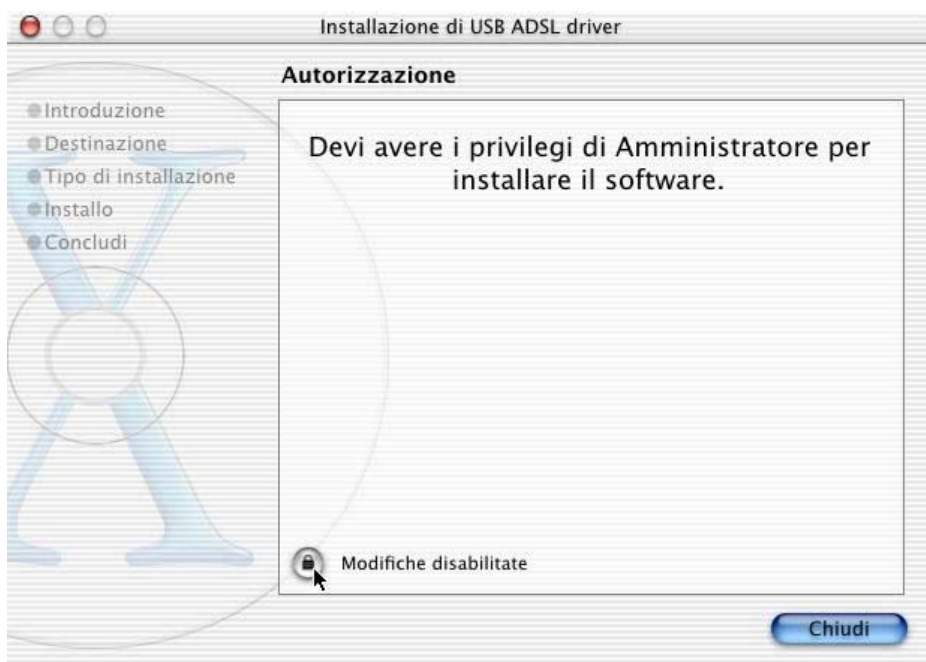 Installazione di USB ADSL driver
Autorizzazione
Introduzione
Destinazione
Tipo di installazione
Installo
Concludi
Devi avere i privilegi di Amministratore per
installare il software.
Modifiche disabilitate
Chiudi